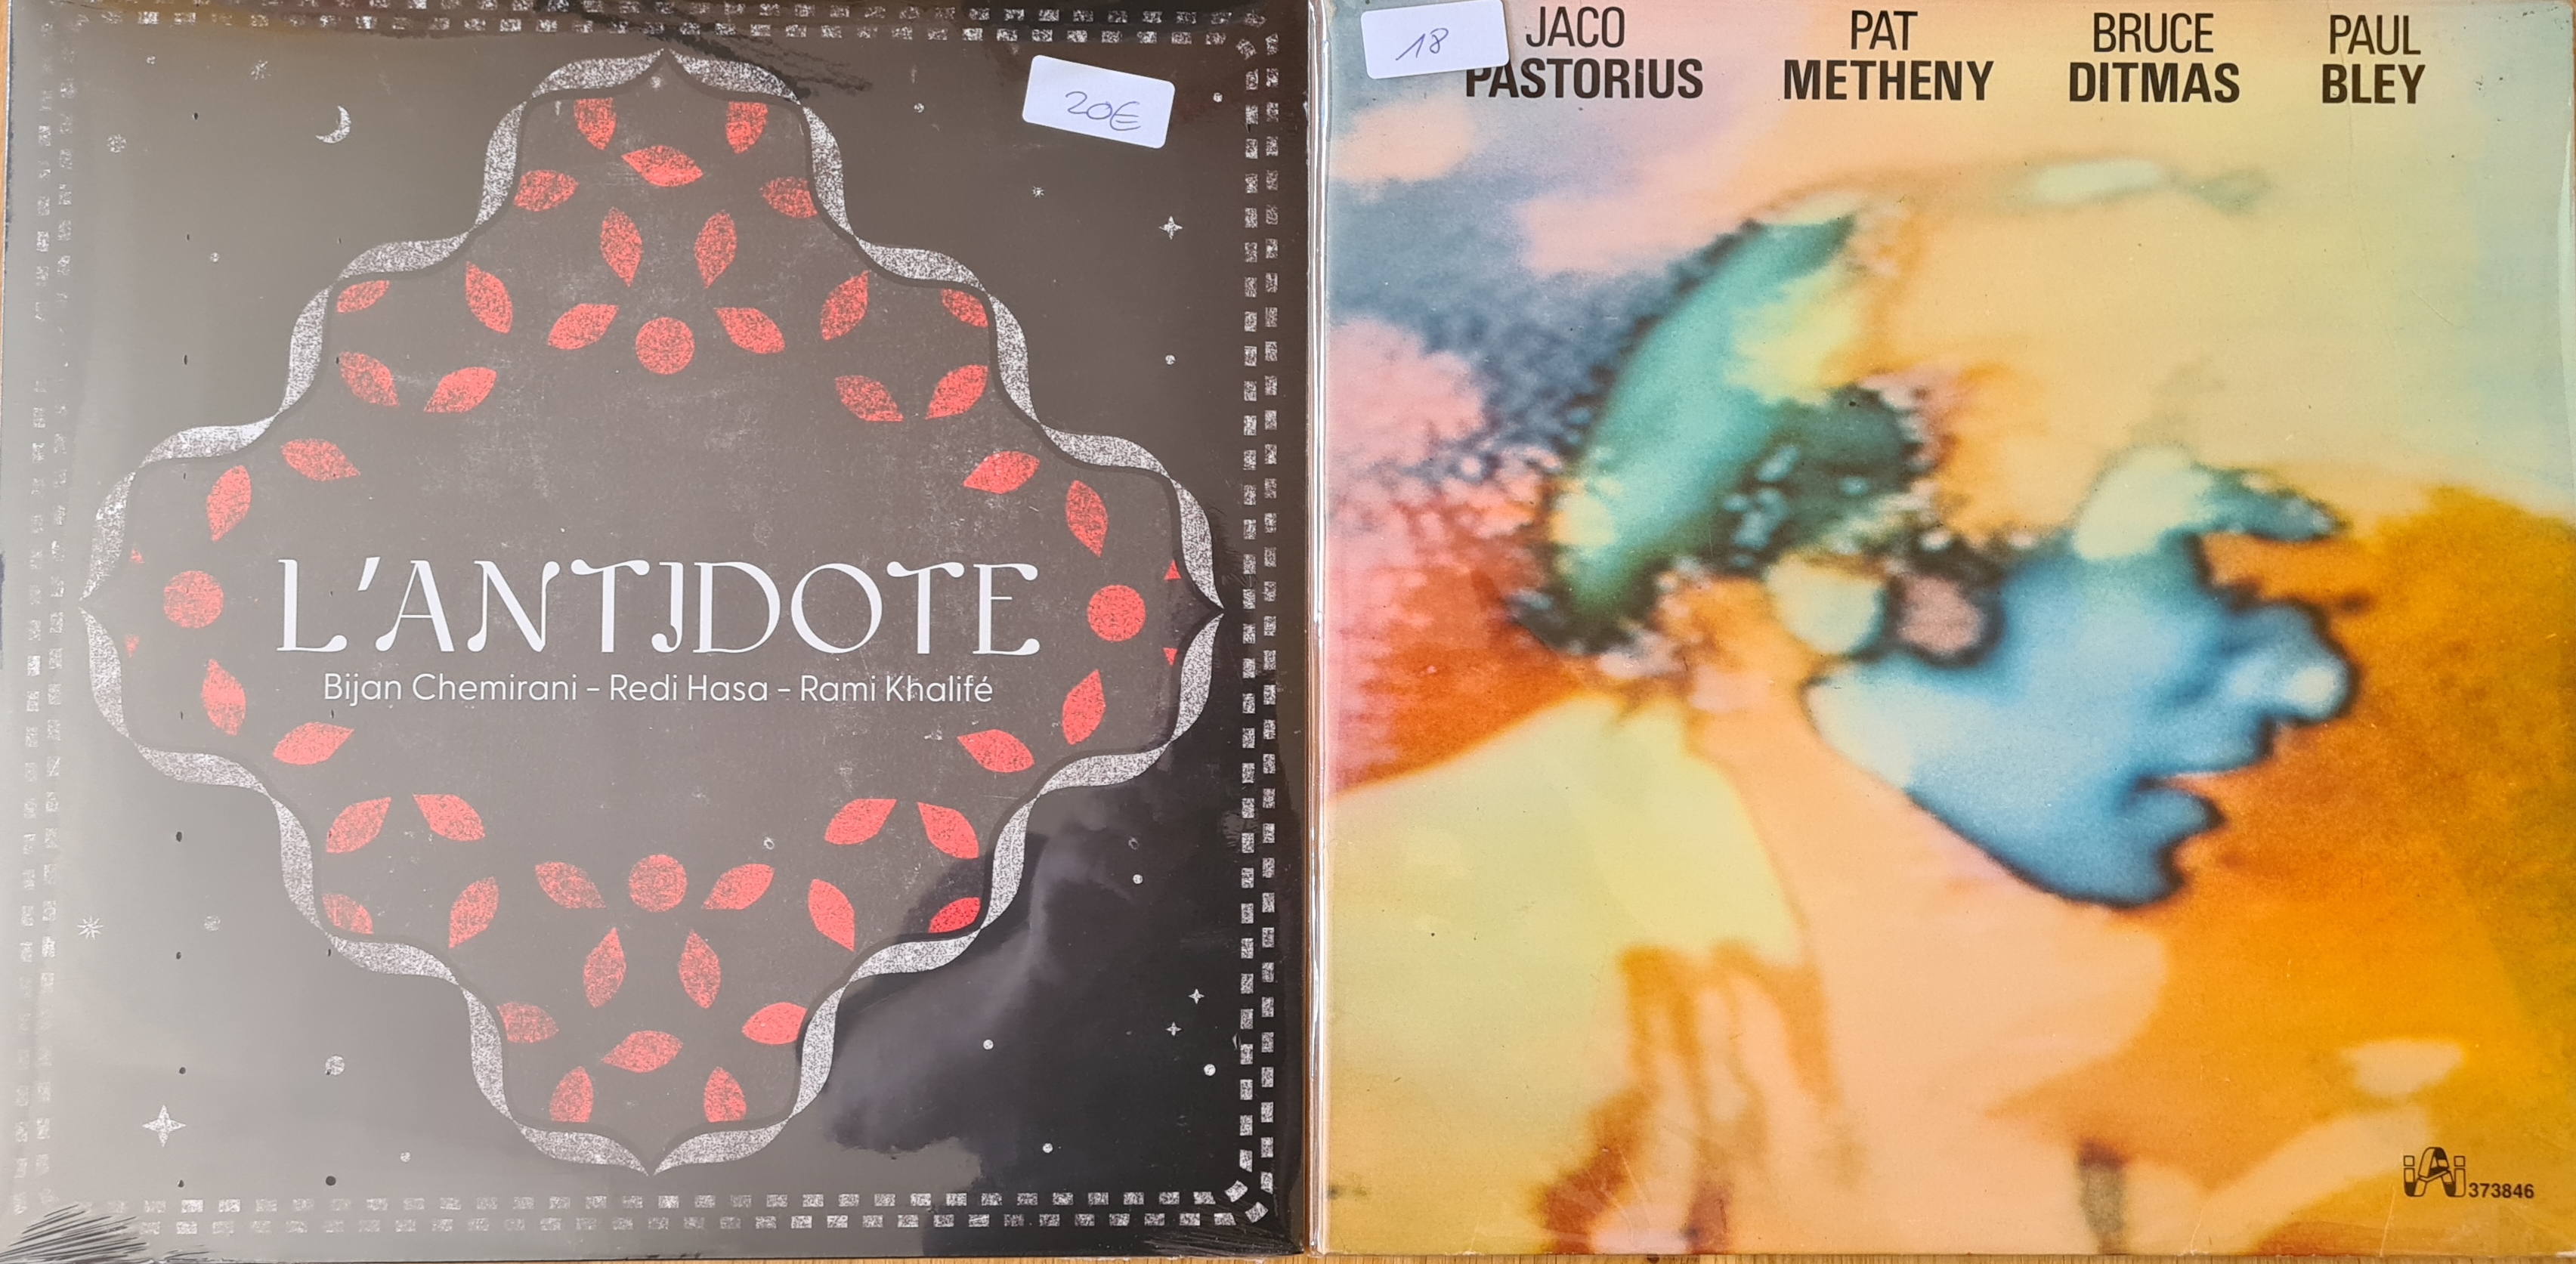 20€
L'ANTIDOTE
Bijan Chemirani - Redi Hasa - Rami Khalifé
18
JACO PASTORIUS
PAT METHENY
BRUCE DITMAS
PAUL BLEY
iAi 373846